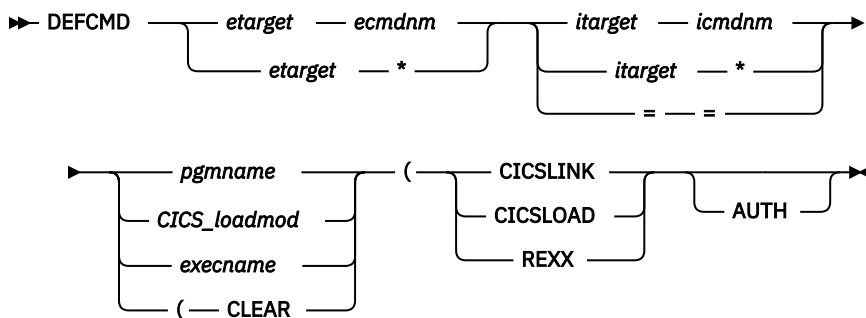 DEFCMD etarget ecmdnm itarget icmdnm
etarget * itarget *
= =
pgmname ( CICSLINK
CICS_loadmod CICSLOAD AUTH
execname REXX
( CLEAR